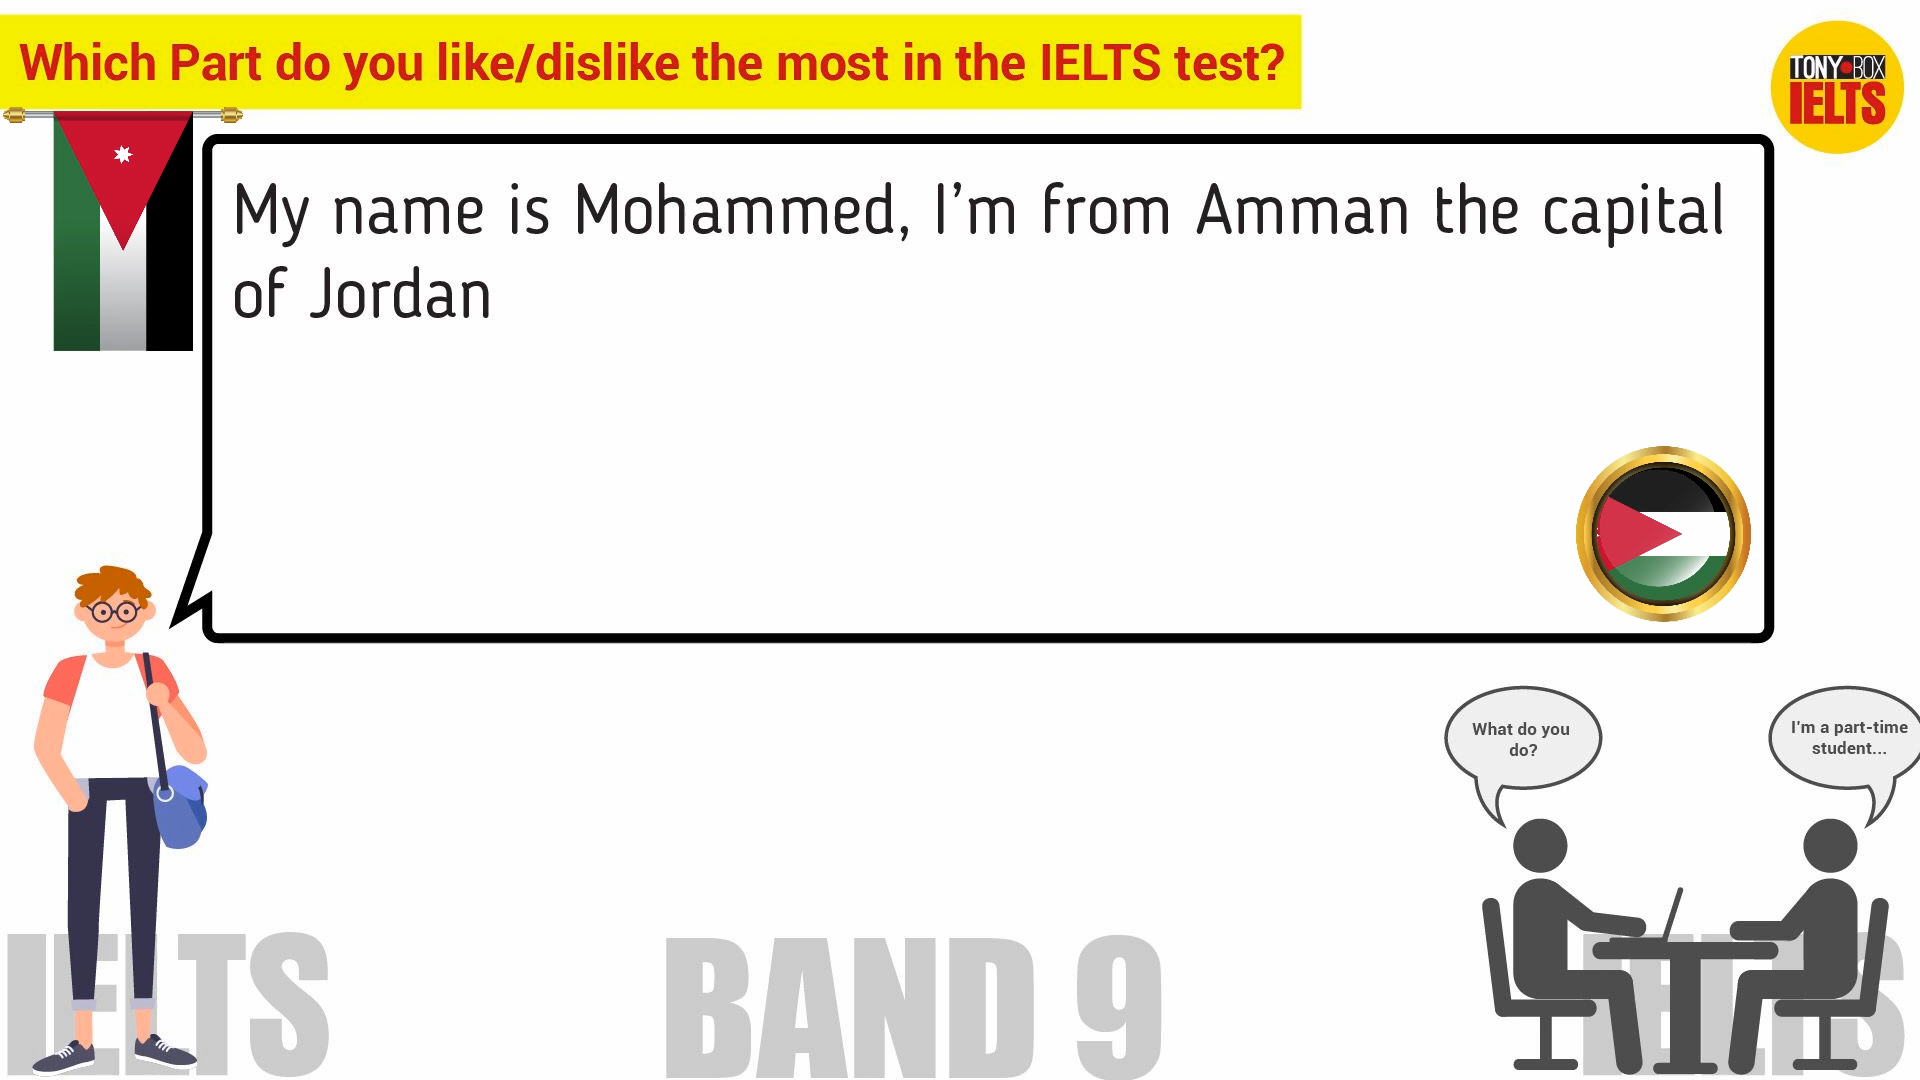 Which Part do you like/dislike the most in the IELTS test?
TONY BOX
IELTS
My name is Mohammed, I'm from Amman the capital
of Jordan
What do you
do?
I'm a part-time
student...
IELTS
BAND 9
IELTS